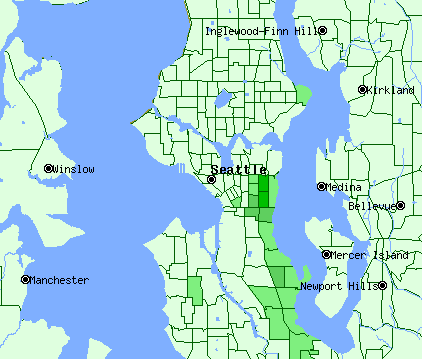 Inglewood-Finn Hill
Kirkland
Winslow
Seattle
Medina
Bellevue
Mercer Island
Manchester
Newport Hills